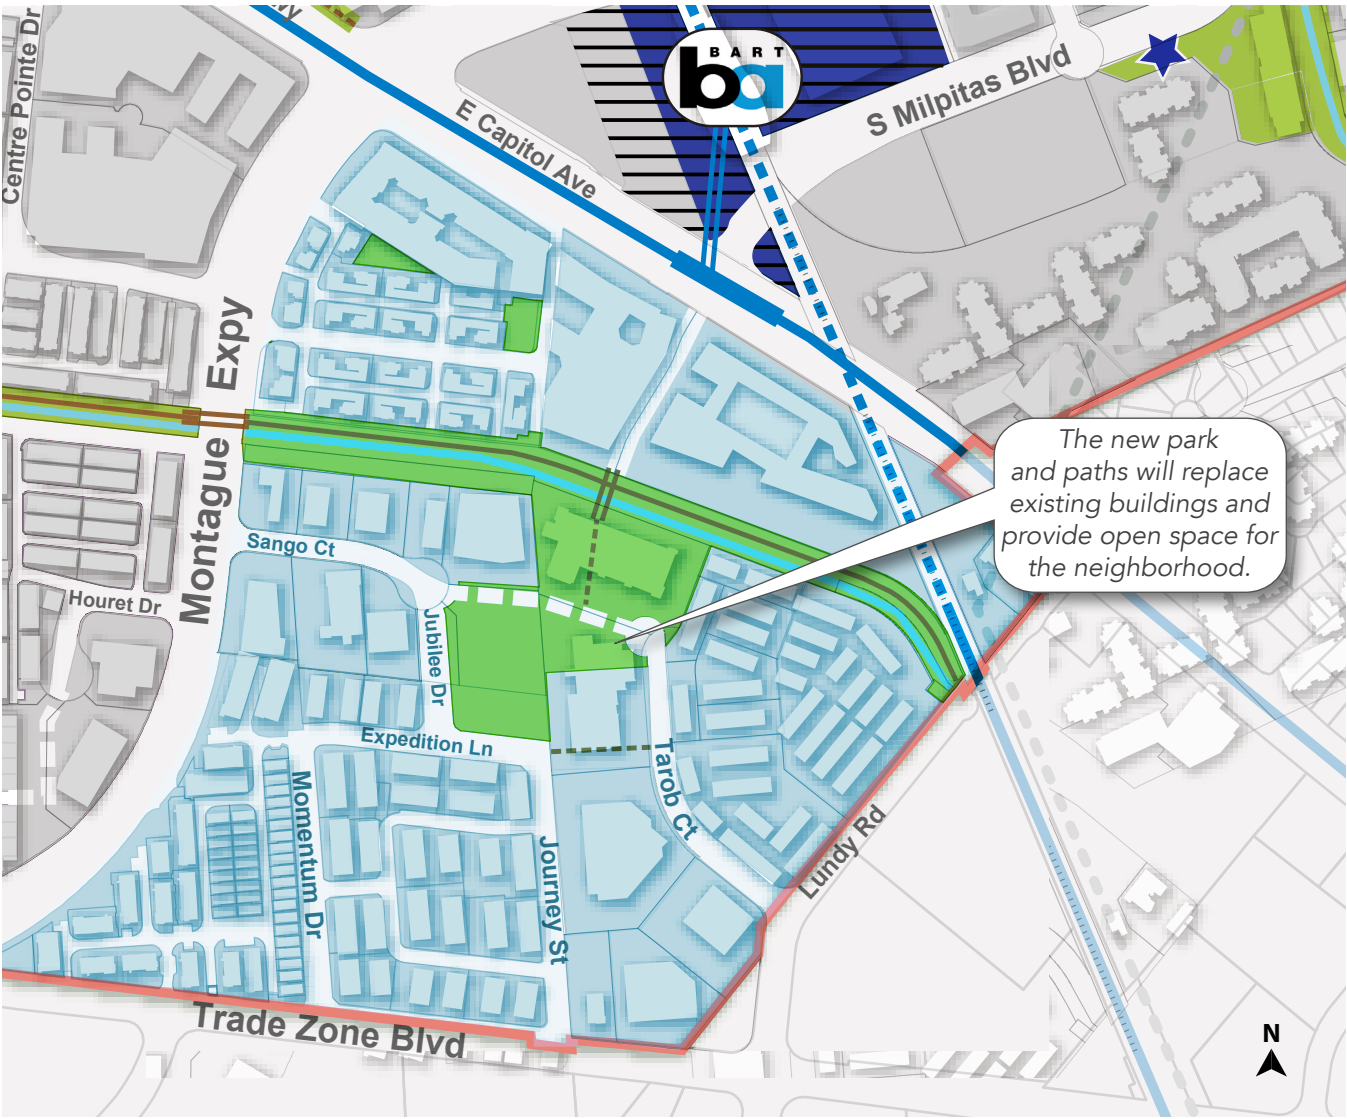 Centre Pointe Dr
wy
BART
ba
S Milpitas Blvd
E Capitol Ave
Montague Expy
The new park
and paths will replace
existing buildings and
provide open space for
the neighborhood.
Sango Ct
Houret Dr
Jubilee Dr
Expedition Ln
Tarob Ct
Momentum Dr
Journey St
Lundy Rd
Trade Zone Blvd
N